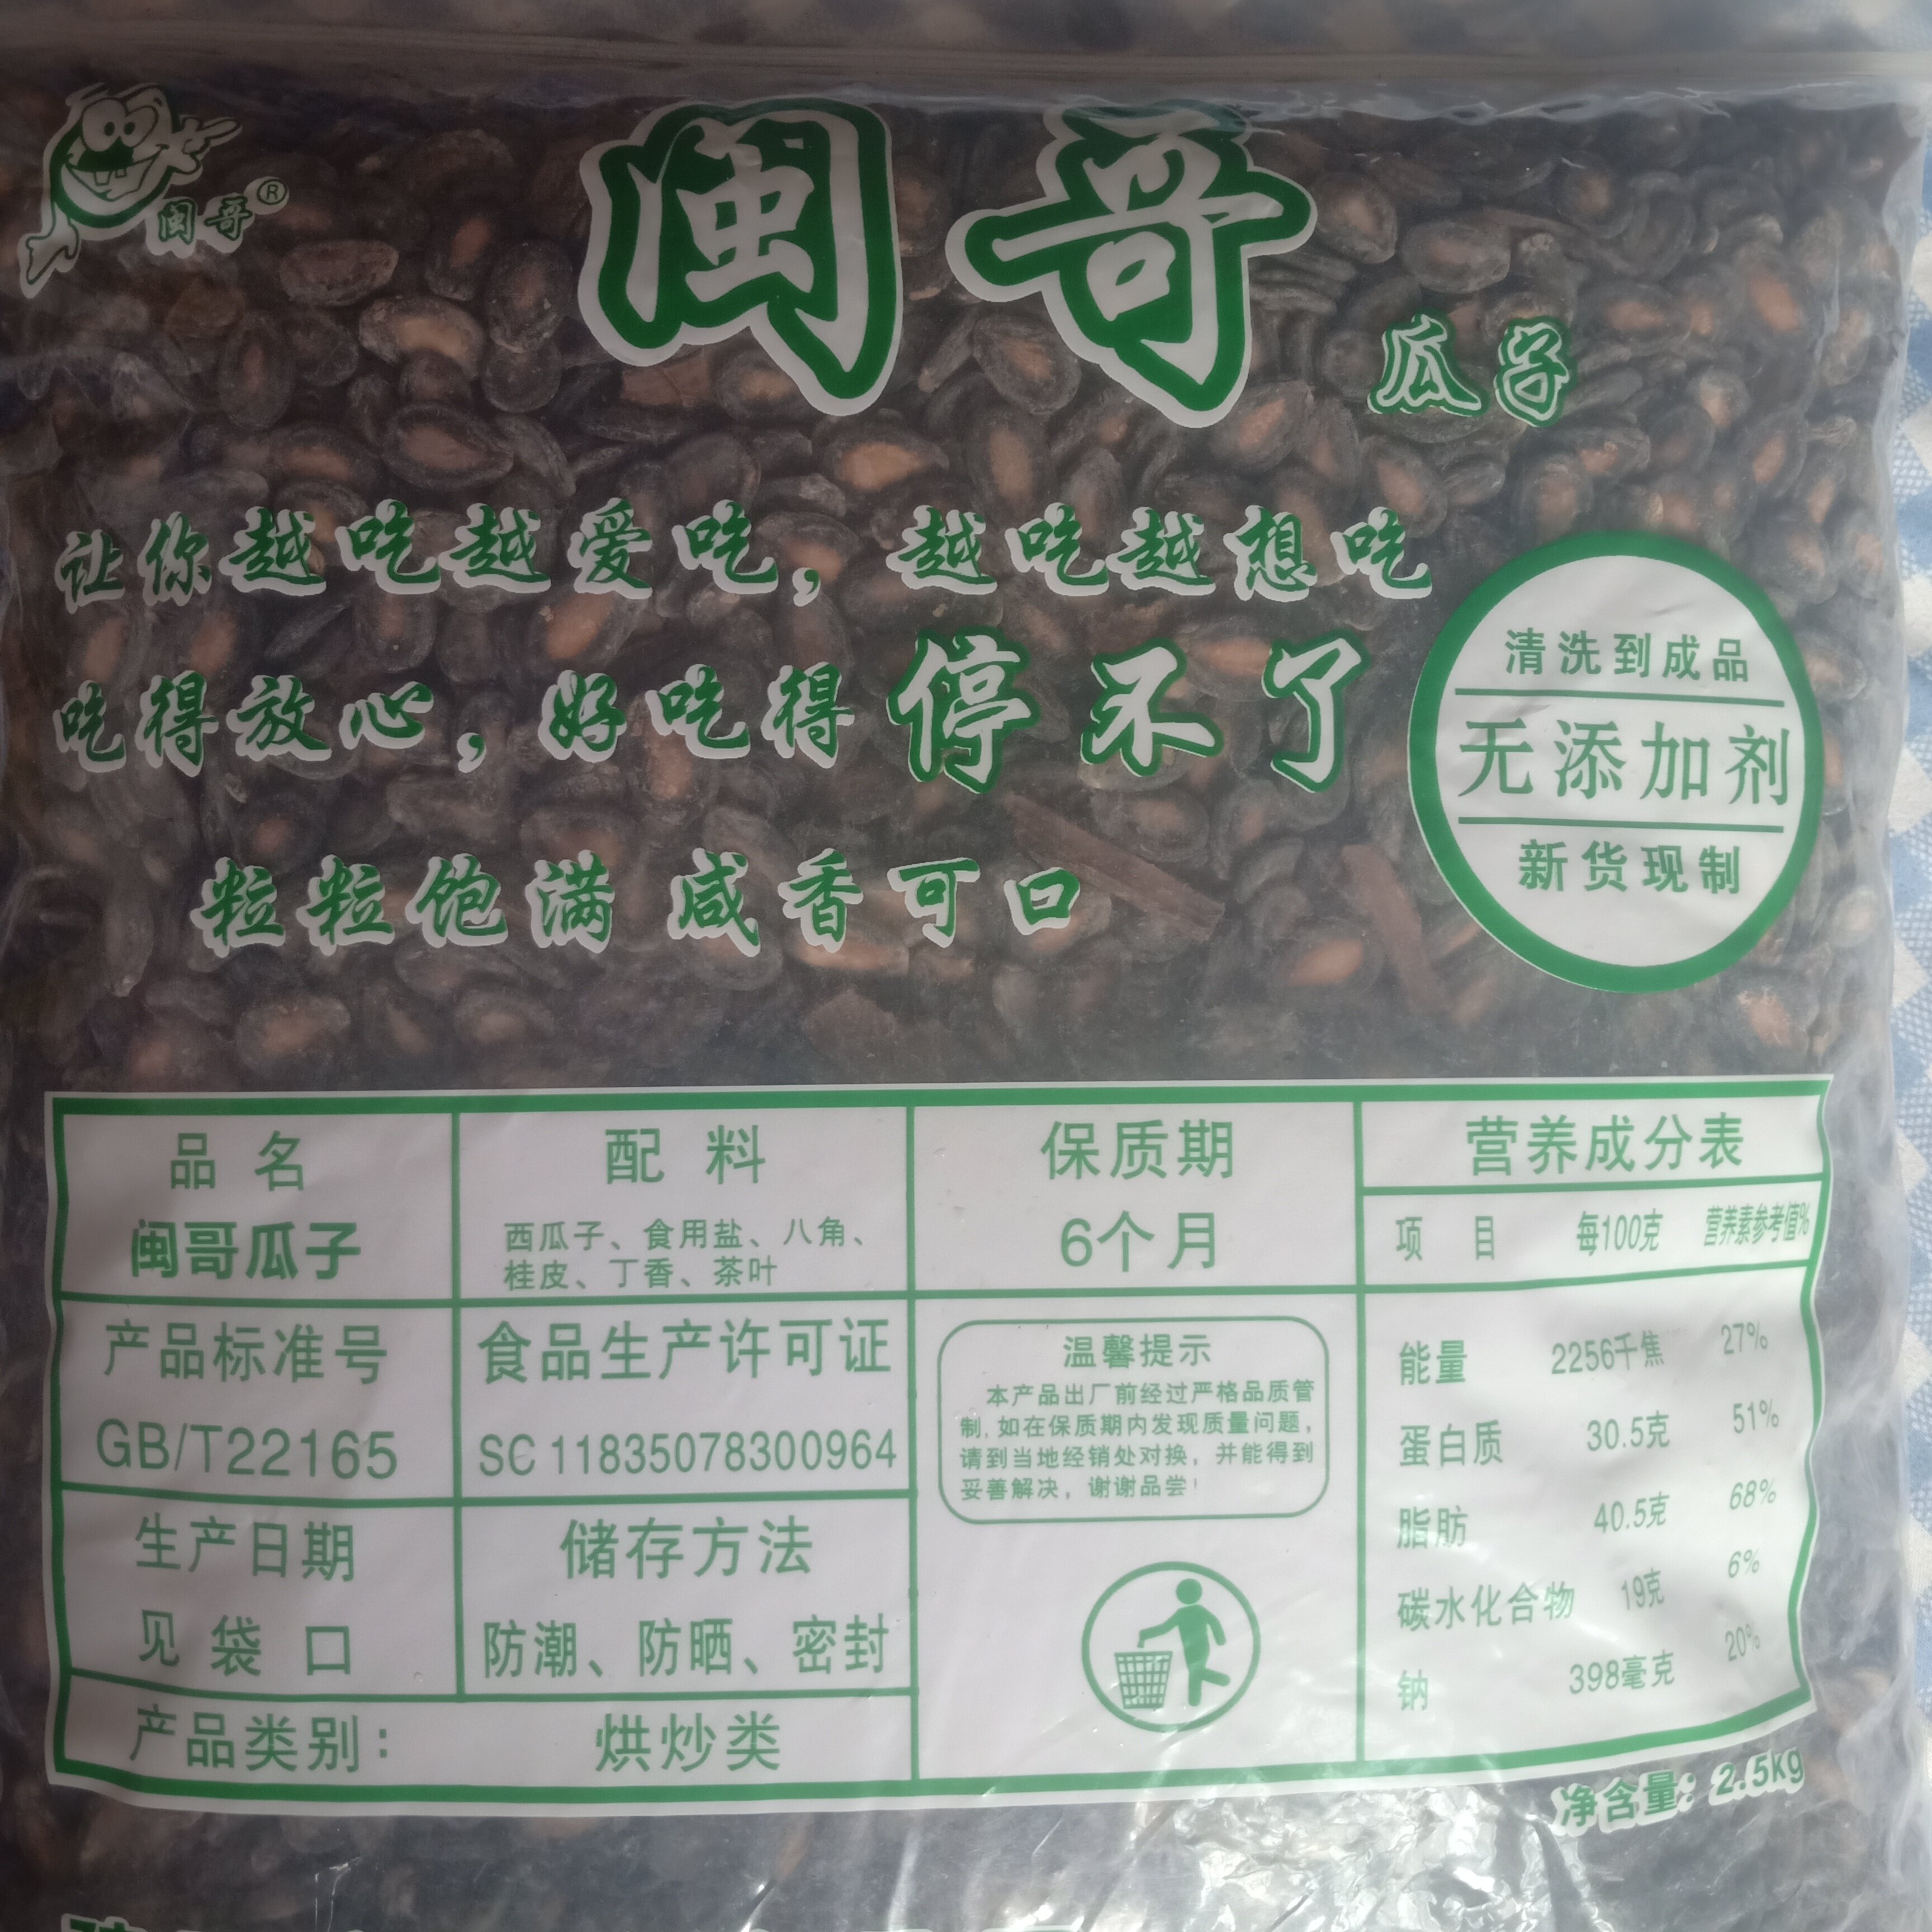 闽哥®
闽哥
瓜子
让你越吃越爱吃，越吃越想吃
吃得放心，好吃得停不了
粒粒饱满 咸香可口
清洗到成品
无添加剂
新货现制
品名
闽哥瓜子
配料
西瓜子、食用盐、八角、
桂皮、丁香、茶叶
保质期
6个月
产品标准号
GB/T22165
食品生产许可证
SC 11835078300964
生产日期
见袋口
储存方法
防潮、防晒、密封
产品类别：
烘炒类
温馨提示
本产品出厂前经过严格品质管
制,如在保质期内发现质量问题，
请到当地经销处对换，并能得到
妥善解决，谢谢品尝！
营养成分表
项目 每100克 营养素参考值%
能量 2256千焦 27%
蛋白质 30.5克 51%
脂肪 40.5克 68%
碳水化合物 19克 6%
钠 398毫克 20%
净含量：2.5kg